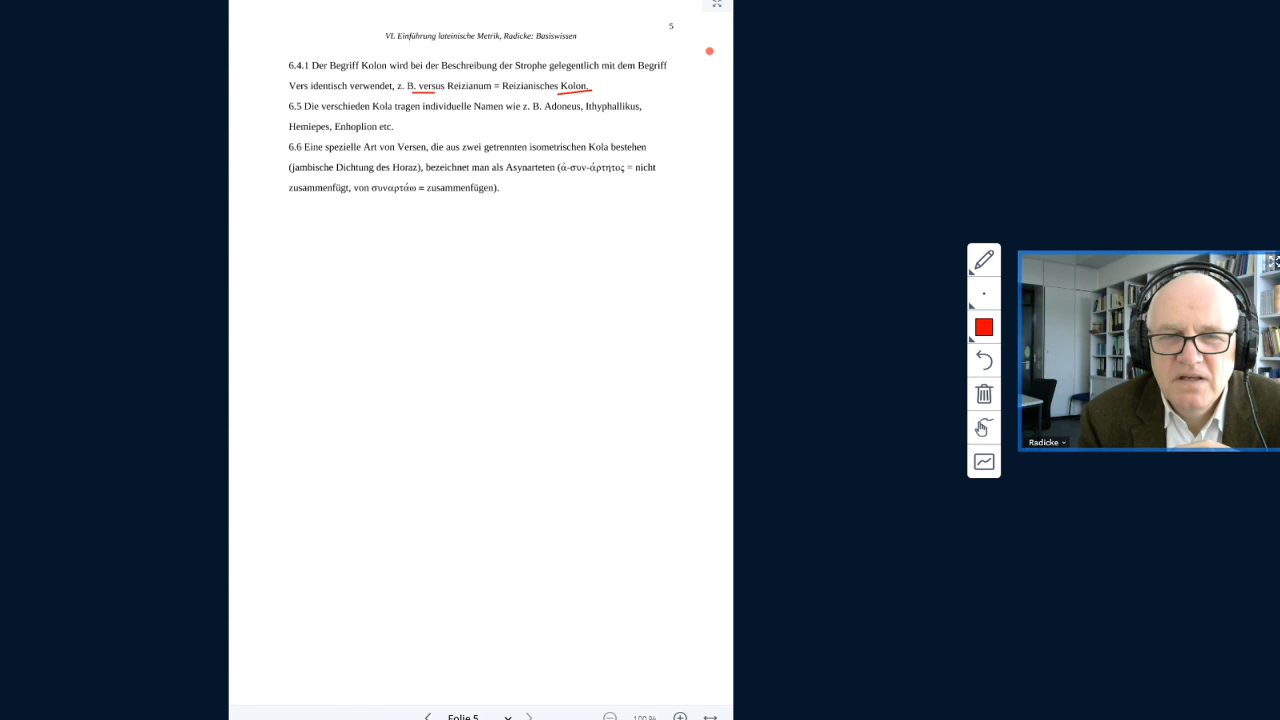 5
VL Einführung lateinische Metrik, Radicke: Basiswissen
6.4.1 Der Begriff Kolon wird bei der Beschreibung der Strophe gelegentlich mit dem Begriff
Vers identisch verwendet, z. B. versus Reizianum = Reizianisches Kolon.
6.5 Die verschieden Kola tragen individuelle Namen wie z. B. Adoneus, Ithyphallikus,
Hemiepes, Enhoplion etc.
6.6 Eine spezielle Art von Versen, die aus zwei getrennten isometrischen Kola bestehen
(jambische Dichtung des Horaz), bezeichnet man als Asynarteten (ἀ-συν-άρτητος = nicht
zusammenfügt, von συναρτάω = zusammenfügen).
Radicke
Folie 5
100 %